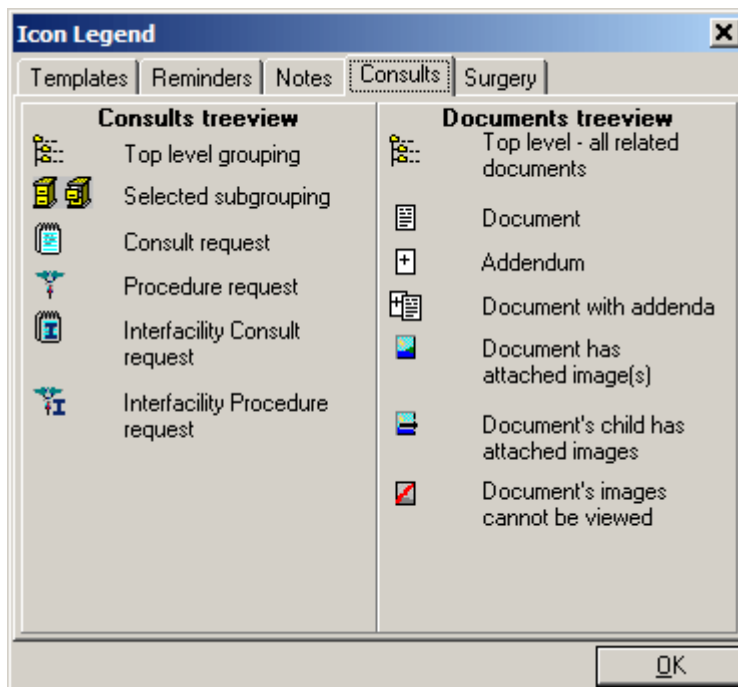 Icon Legend
Templates Reminders Notes Consults Surgery
Consults treeview
Top level grouping
Selected subgrouping
Consult request
Procedure request
Interfacility Consult
request
Interfacility Procedure
request
Documents treeview
Top level - all related
documents
Document
Addendum
Document with addenda
Document has
attached image(s)
Document's child has
attached images
Document's images
cannot be viewed
OK